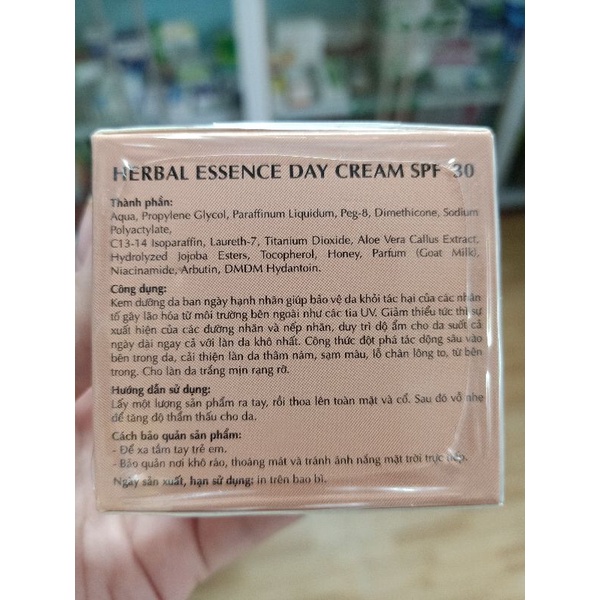 HERBAL ESSENCE DAY CREAM SPF 30
Thành phần:
Aqua, Propylene Glycol, Paraffinum Liquidum, Peg-8, Dimethicone, Sodium
Polyactylate,
C13-14 Isoparaffin, Laureth-7, Titanium Dioxide, Aloe Vera Callus Extract,
Hydrolyzed Jojoba Esters, Tocopherol, Honey, Parfum (Goat Milk),
Niacinamide, Arbutin, DMDM Hydantoin.
Công dụng:
Kem dưỡng da ban ngày hạnh nhân giúp bảo vệ da khỏi tác hại của các nhân
tố gây lão hóa từ môi trường bên ngoài như các tia UV. Giảm thiểu tức thì sự
xuất hiện của các đường nhăn và nếp nhăn, duy trì độ ẩm cho da suốt cả
ngày dài ngay cả với làn da khô nhất. Công thức đột phá tác động sâu vào
bên trong da, cải thiện làn da thâm nám, sạm màu, lỗ chân lông to, từ bên
trong. Cho làn da trắng mịn rạng rỡ.
Hướng dẫn sử dụng:
Lấy một lượng sản phẩm ra tay, rồi thoa lên toàn mặt và cổ. Sau đó vỗ nhẹ
để tăng độ thẩm thấu cho da.
Cách bảo quản sản phẩm:
- Để xa tầm tay trẻ em.
- Bảo quản nơi khô ráo, thoáng mát và tránh ánh nắng mặt trời trực tiếp.
Ngày sản xuất, hạn sử dụng: in trên bao bì.